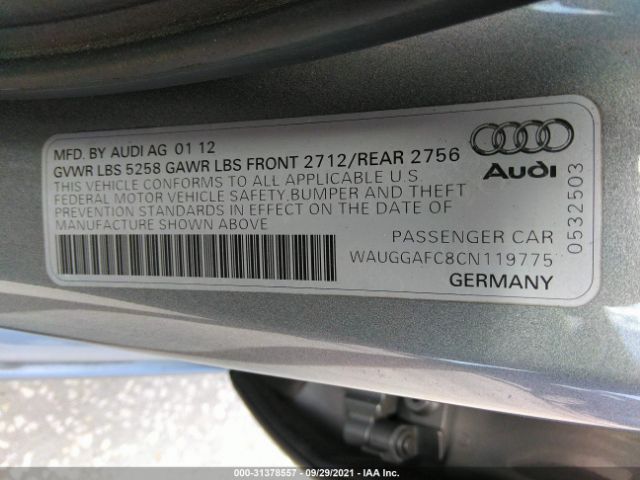 MFD. BY AUDI AG 01 12
GVWR LBS 5258 GAWR LBS FRONT 2712/REAR 2756
THIS VEHICLE CONFORMS TO ALL APPLICABLE U.S.
FEDERAL MOTOR VEHICLE SAFETY,BUMPER AND THEFT
PREVENTION STANDARDS IN EFFECT ON THE DATE OF
MANUFACTURE SHOWN ABOVE
Audi
PASSENGER CAR
WAUGGAFC8CN119775
GERMANY
0532503
000-31378557 - 09/29/2021 - IAA Inc.